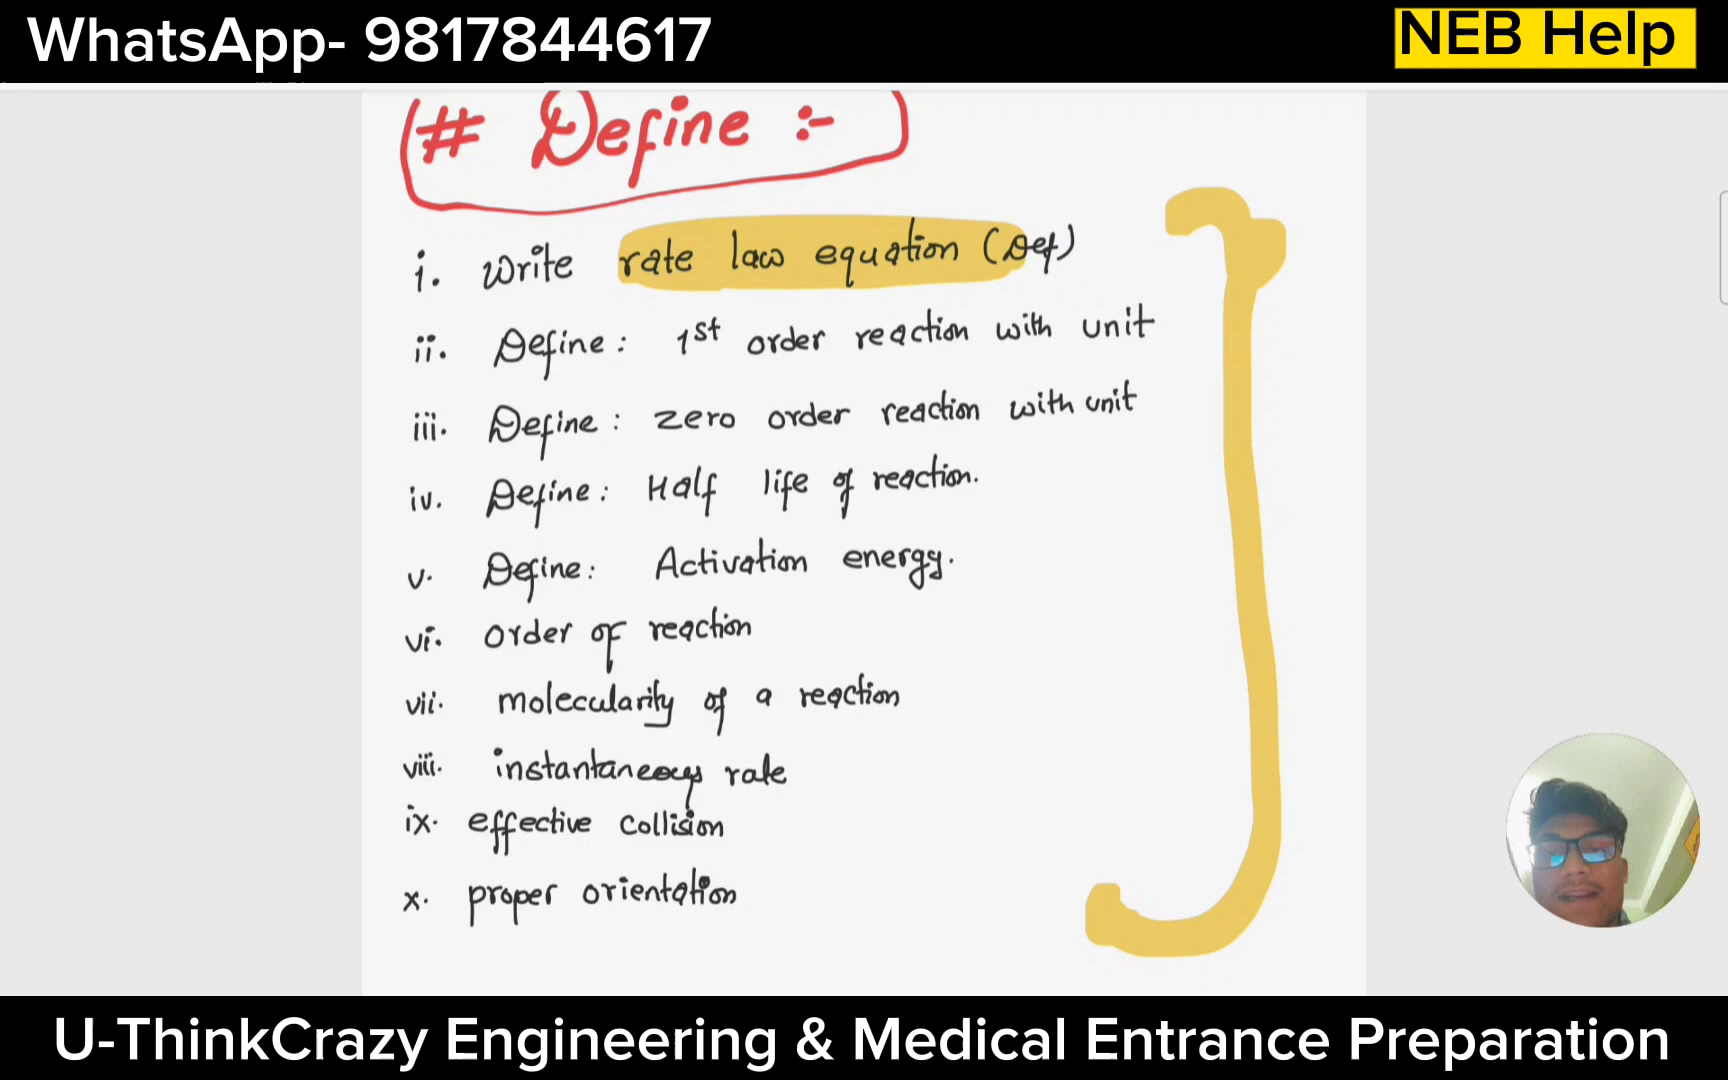 WhatsApp- 9817844617
NEB Help
# Define :-
i. Write rate law equation (Def)
ii. Define: 1st order reaction with unit
iii. Define: zero order reaction with unit
iv. Define: Half life of reaction.
v. Define: Activation energy.
vi. order of reaction
vii. molecularity of a reaction
viii. instantaneous rate
ix. effective collision
x. proper orientation
U-ThinkCrazy Engineering & Medical Entrance Preparation